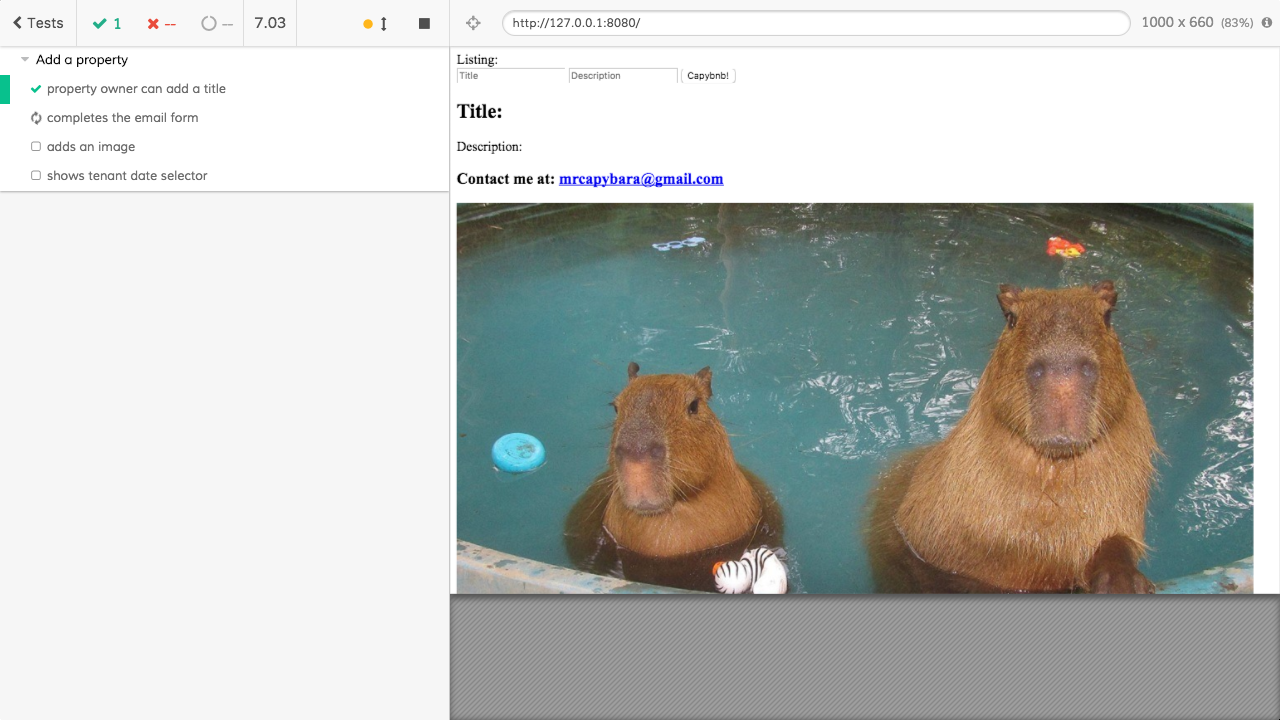 Tests 1 -- -- 7.03
http://127.0.0.1:8080/ 1000 x 660 (83%)
Add a property
property owner can add a title
completes the email form
adds an image
shows tenant date selector
Listing:
Title Description Capybnb!
Title:
Description:
Contact me at: mrcapybara@gmail.com